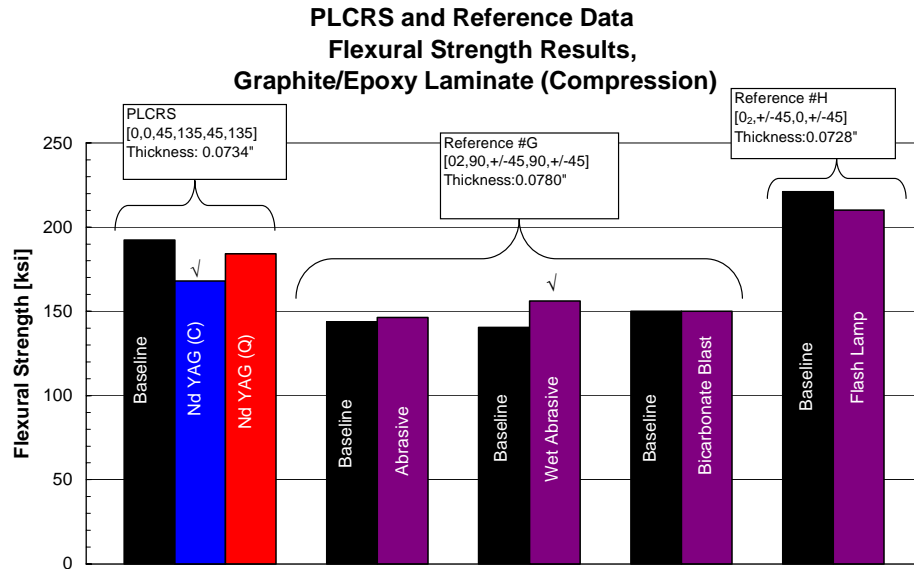 PLCRS and Reference Data
Flexural Strength Results,
Graphite/Epoxy Laminate (Compression)
PLCRS
[0,0,45,135,45,135]
Thickness: 0.0734"
Reference #G
[02,90,+/-45,90,+/-45]
Thickness:0.0780"
Reference #H
[0₂,+/-45,0,+/-45]
Thickness:0.0728"
Flexural Strength [ksi]
250
200
150
100
50
0
√
√
Baseline
Nd YAG (C)
Nd YAG (Q)
Baseline
Abrasive
Baseline
Wet Abrasive
Baseline
Bicarbonate Blast
Baseline
Flash Lamp